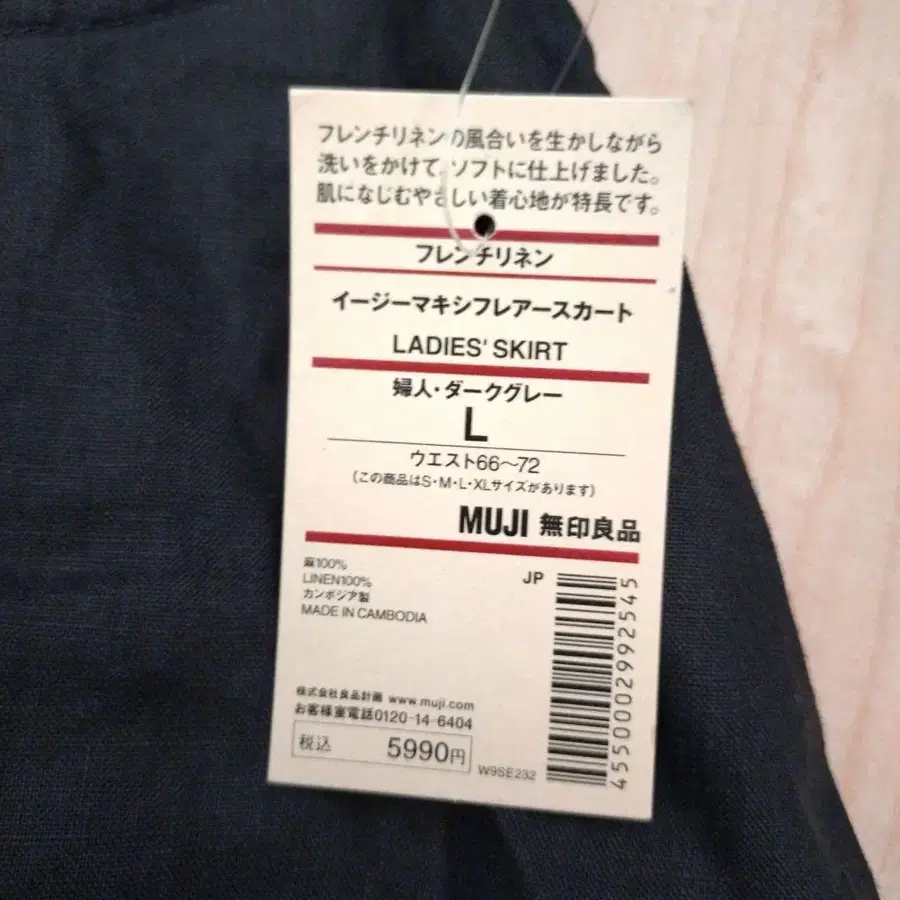 フレンチリネンの風合いを生かしながら
洗いをかけて、ソフトに仕上げました。
肌になじむやさしい着心地が特長です。
フレンチリネン
イージーマキシフレアースカート
LADIES' SKIRT
婦人・ダークグレー
L
ウエスト66〜72
(この商品はS・M・L・XLサイズがあります)
MUJI 無印良品
麻100%
LINEN100%
カンボジア製
MADE IN CAMBODIA
JP
4550002992545
株式会社良品計画 www.muji.com
お客様室電話0120-14-6404
税込 5990円
W9SE232